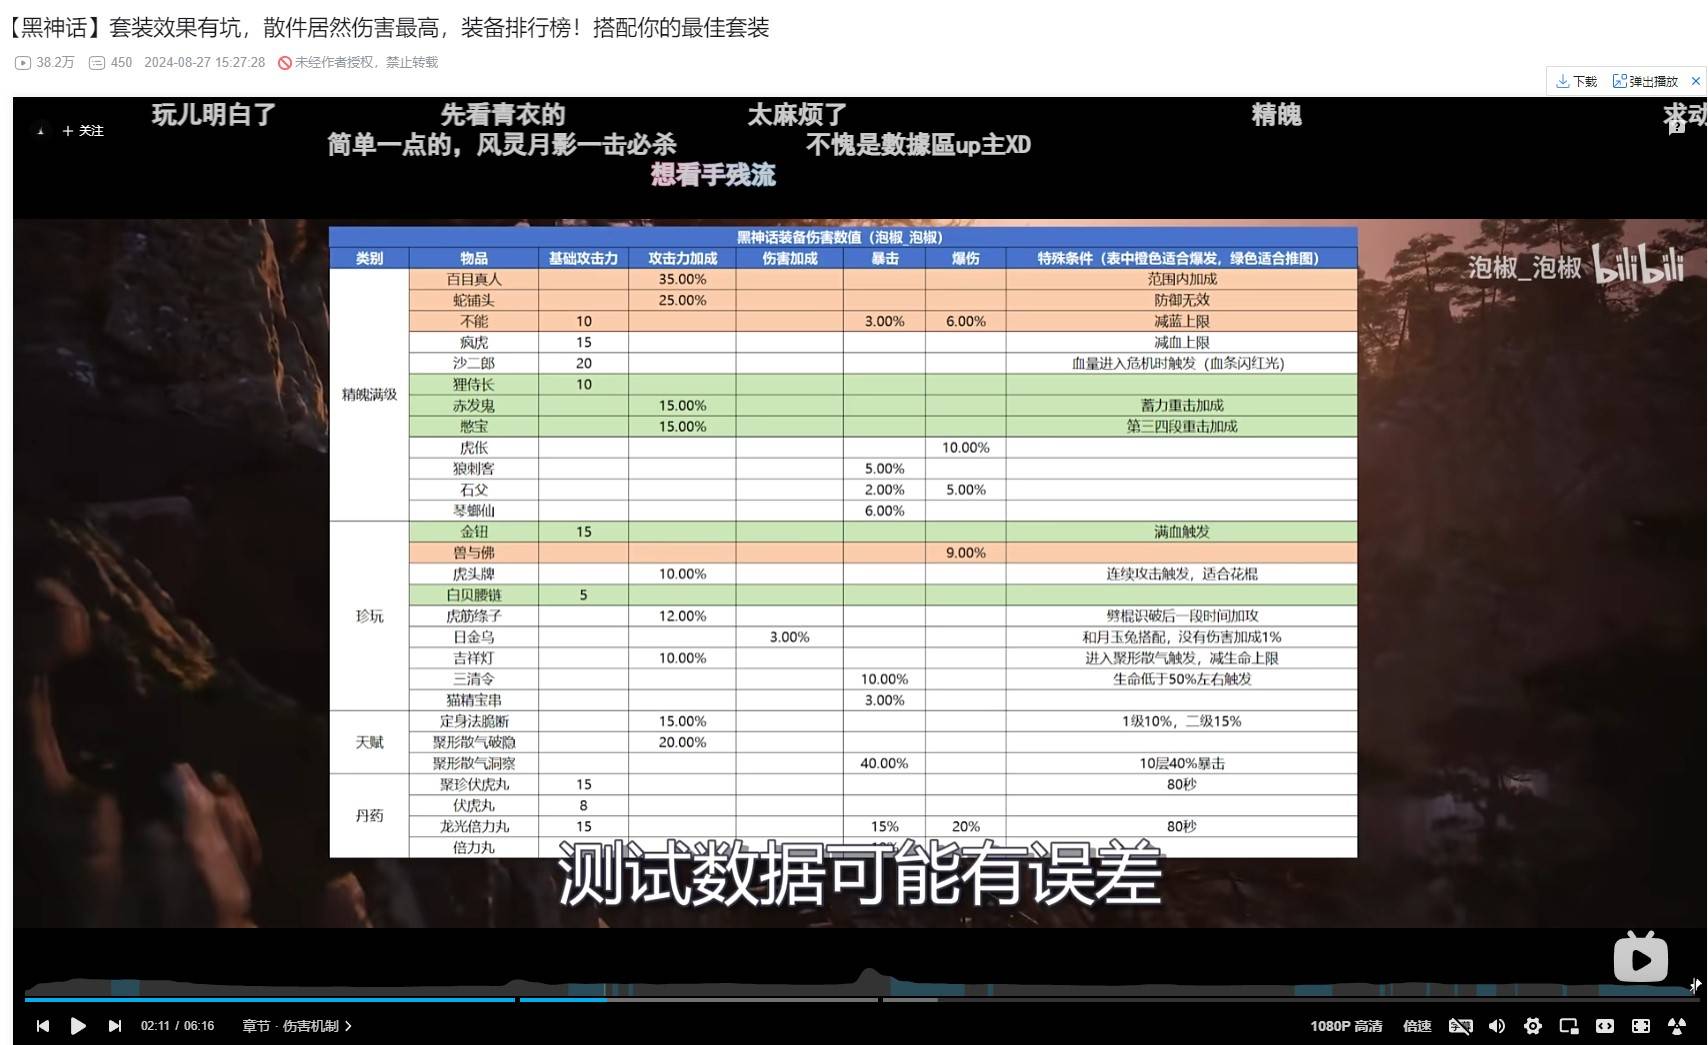 【黑神话】套装效果有坑，散件居然伤害最高，装备排行榜！搭配你的最佳套装
38.2万 450 2024-08-27 15:27:28 未经作者授权，禁止转载
下载 弹出播放
+ 关注
玩儿明白了 先看青衣的 太麻烦了 精魄 求动
简单一点的，风灵月影一击必杀 不愧是數據區up主XD
想看手残流
泡椒_泡椒 bilibili
黑神话装备伤害数值（泡椒_泡椒）
类别 物品 基础攻击力 攻击力加成 伤害加成 暴击 爆伤 特殊条件（表中橙色适合爆发，绿色适合推图）
精魄满级
百目真人 35.00% 范围内加成
蛇铺头 25.00% 防御无效
不能 10 3.00% 6.00% 减蓝上限
疯虎 15 减血上限
沙二郎 20 血量进入危机时触发（血条闪红光）
狸侍长 10
赤发鬼 15.00% 蓄力重击加成
憨宝 15.00% 第三四段重击加成
虎伥 10.00%
狼刺客 5.00%
石父 2.00% 5.00%
琴螂仙 6.00%
珍玩
金钮 15 满血触发
兽与佛 9.00%
虎头牌 10.00% 连续攻击触发，适合花棍
白贝腰链 5
虎筋绦子 12.00% 劈棍识破后一段时间加攻
日金乌 3.00% 和月玉兔搭配，没有伤害加成1%
吉祥灯 10.00% 进入聚形散气触发，减生命上限
三清令 10.00% 生命低于50%左右触发
猫精宝串 3.00%
天赋
定身法脆断 15.00% 1级10%，二级15%
聚形散气破隐 20.00%
聚形散气洞察 40.00% 10层40%暴击
丹药
聚珍伏虎丸 15 80秒
伏虎丸 8
龙光倍力丸 15 15% 20% 80秒
倍力丸
测试数据可能有误差
02:11 / 06:16 章节 · 伤害机制 1080P 高清 倍速